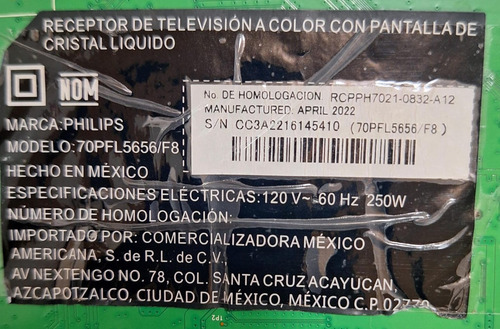 RECEPTOR DE TELEVISIÓN A COLOR CON PANTALLA DE
CRISTAL LIQUIDO
NOM
No. DE HOMOLOGACION: RCPPH7021-0832-A12
MANUFACTURED: APRIL 2022
S/N CC3A2216145410 (70PFL5656/F8)
MARCA:PHILIPS
MODELO:70PFL5656/F8
HECHO EN MÉXICO
ESPECIFICACIONES ELÉCTRICAS:120 V~ 60 Hz 250W
NÚMERO DE HOMOLOGACIÓN:
IMPORTADO POR: COMERCIALIZADORA MÉXICO
AMERICANA, S. de R.L. de C.V.
AV NEXTENGO No. 78, COL. SANTA CRUZ ACAYUCAN,
AZCAPOTZALCO, CIUDAD DE MÉXICO, MÉXICO C.P. 02770
TP2